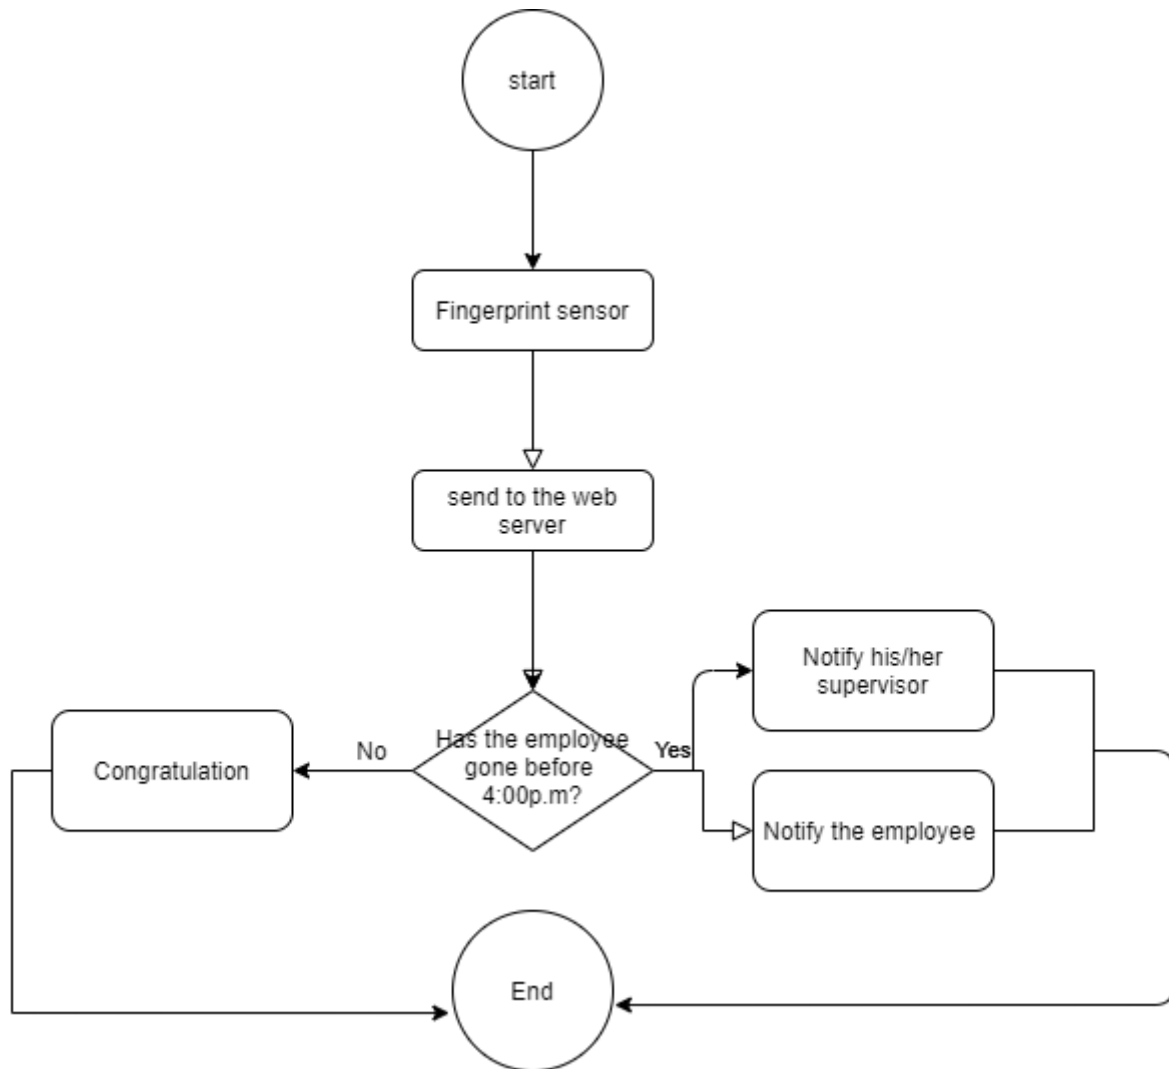 start
Fingerprint sensor
send to the web
server
Has the employee
gone before
4:00p.m?
No
Yes
Congratulation
Notify his/her
supervisor
Notify the employee
End